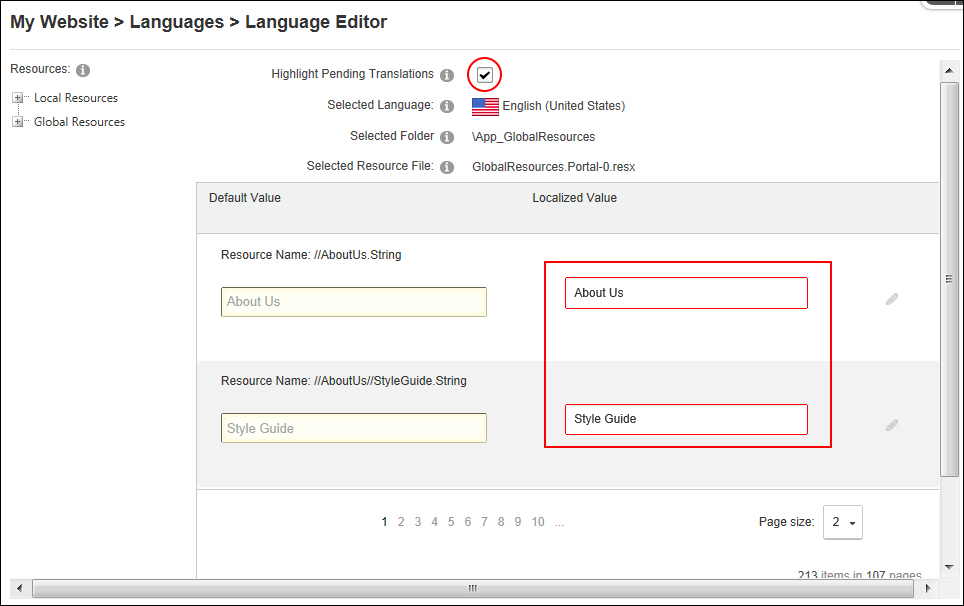 My Website > Languages > Language Editor
Resources:
Local Resources
Global Resources
Highlight Pending Translations
Selected Language: English (United States)
Selected Folder \App_GlobalResources
Selected Resource File: GlobalResources.Portal-0.resx
Default Value Localized Value
Resource Name: //AboutUs.String
About Us About Us
Resource Name: //AboutUs//StyleGuide.String
Style Guide Style Guide
1 2 3 4 5 6 7 8 9 10 ... Page size: 2
213 items in 107 pages